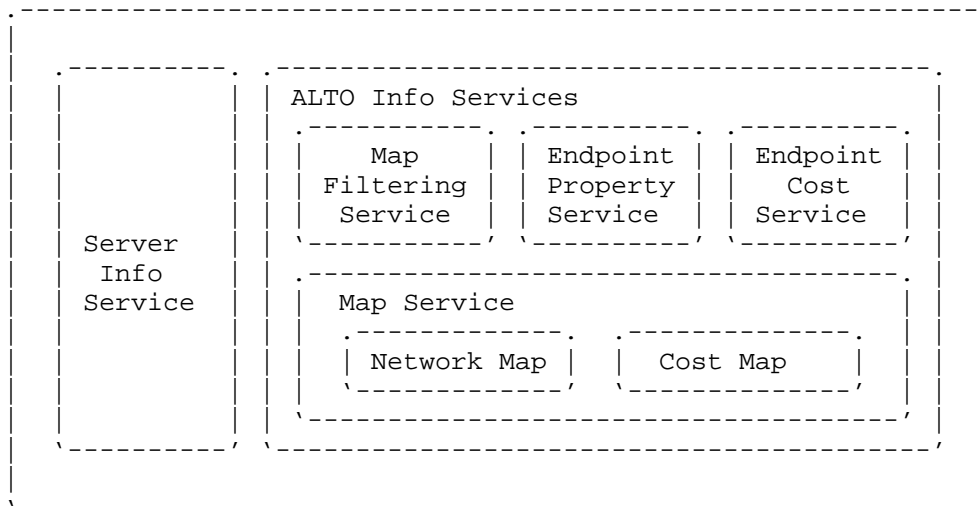 ALTO Info Services
Map
Filtering
Service
Endpoint
Property
Service
Endpoint
Cost
Service
Server
Info
Service
Map Service
Network Map
Cost Map